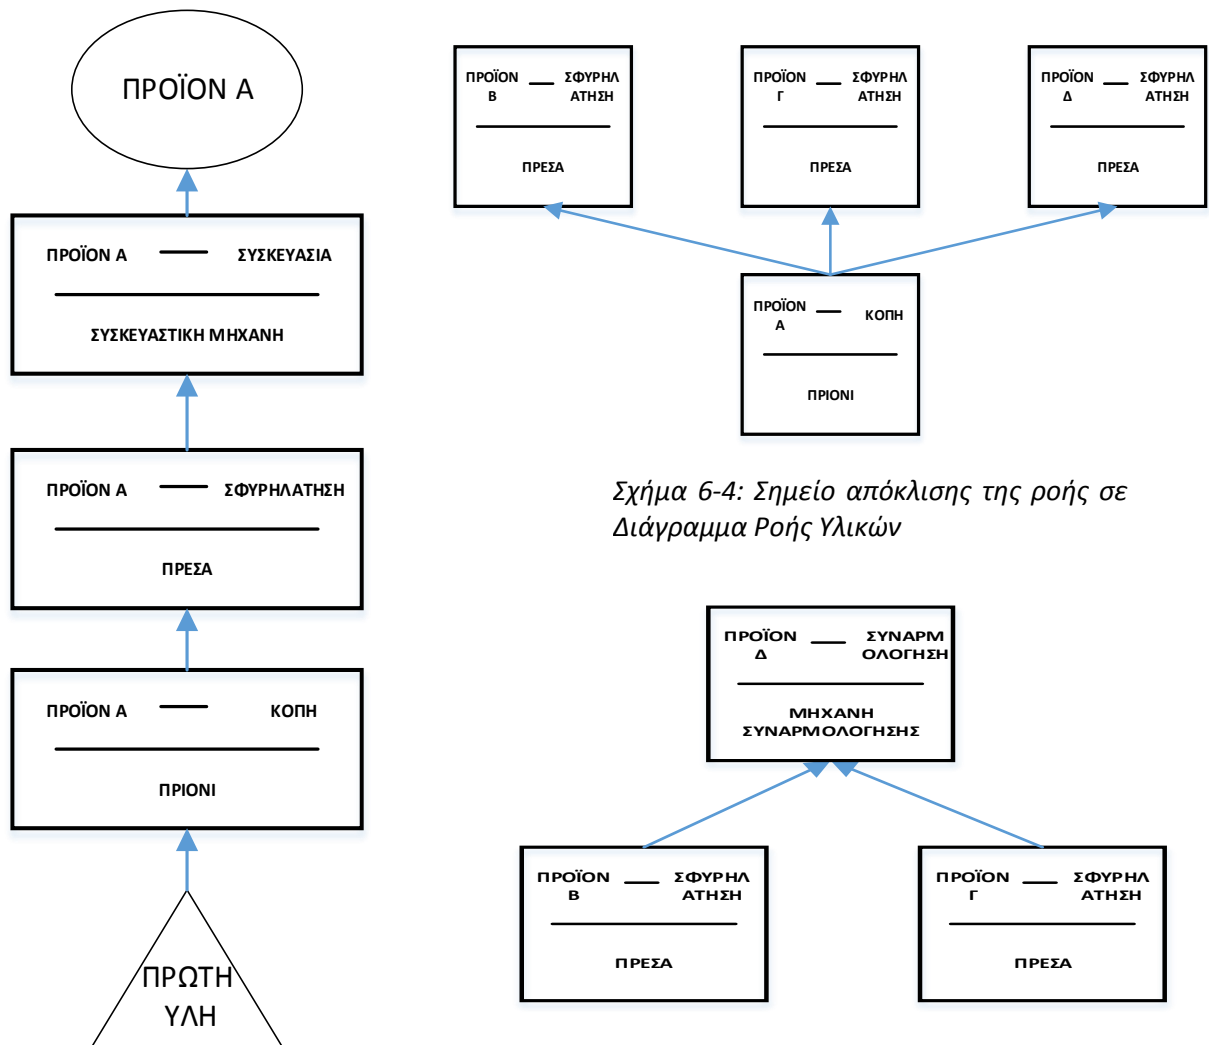 ΠΡΟΪΟΝ Α
ΠΡΟΪΟΝ Α — ΣΥΣΚΕΥΑΣΙΑ
ΣΥΣΚΕΥΑΣΤΙΚΗ ΜΗΧΑΝΗ
ΠΡΟΪΟΝ Α — ΣΦΥΡΗΛΑΤΗΣΗ
ΠΡΕΣΑ
ΠΡΟΪΟΝ Α — ΚΟΠΗ
ΠΡΙΟΝΙ
ΠΡΩΤΗ
ΥΛΗ
ΠΡΟΪΟΝ — ΣΦΥΡΗΛ
Β ΑΤΗΣΗ
ΠΡΕΣΑ
ΠΡΟΪΟΝ — ΣΦΥΡΗΛ
Γ ΑΤΗΣΗ
ΠΡΕΣΑ
ΠΡΟΪΟΝ — ΣΦΥΡΗΛ
Δ ΑΤΗΣΗ
ΠΡΕΣΑ
ΠΡΟΪΟΝ — ΚΟΠΗ
Α
ΠΡΙΟΝΙ
Σχήμα 6-4: Σημείο απόκλισης της ροής σε
Διάγραμμα Ροής Υλικών
ΠΡΟΪΟΝ — ΣΥΝΑΡΜ
Δ ΟΛΟΓΗΣΗ
ΜΗΧΑΝΗ
ΣΥΝΑΡΜΟΛΟΓΗΣΗΣ
ΠΡΟΪΟΝ — ΣΦΥΡΗΛ
Β ΑΤΗΣΗ
ΠΡΕΣΑ
ΠΡΟΪΟΝ — ΣΦΥΡΗΛ
Γ ΑΤΗΣΗ
ΠΡΕΣΑ